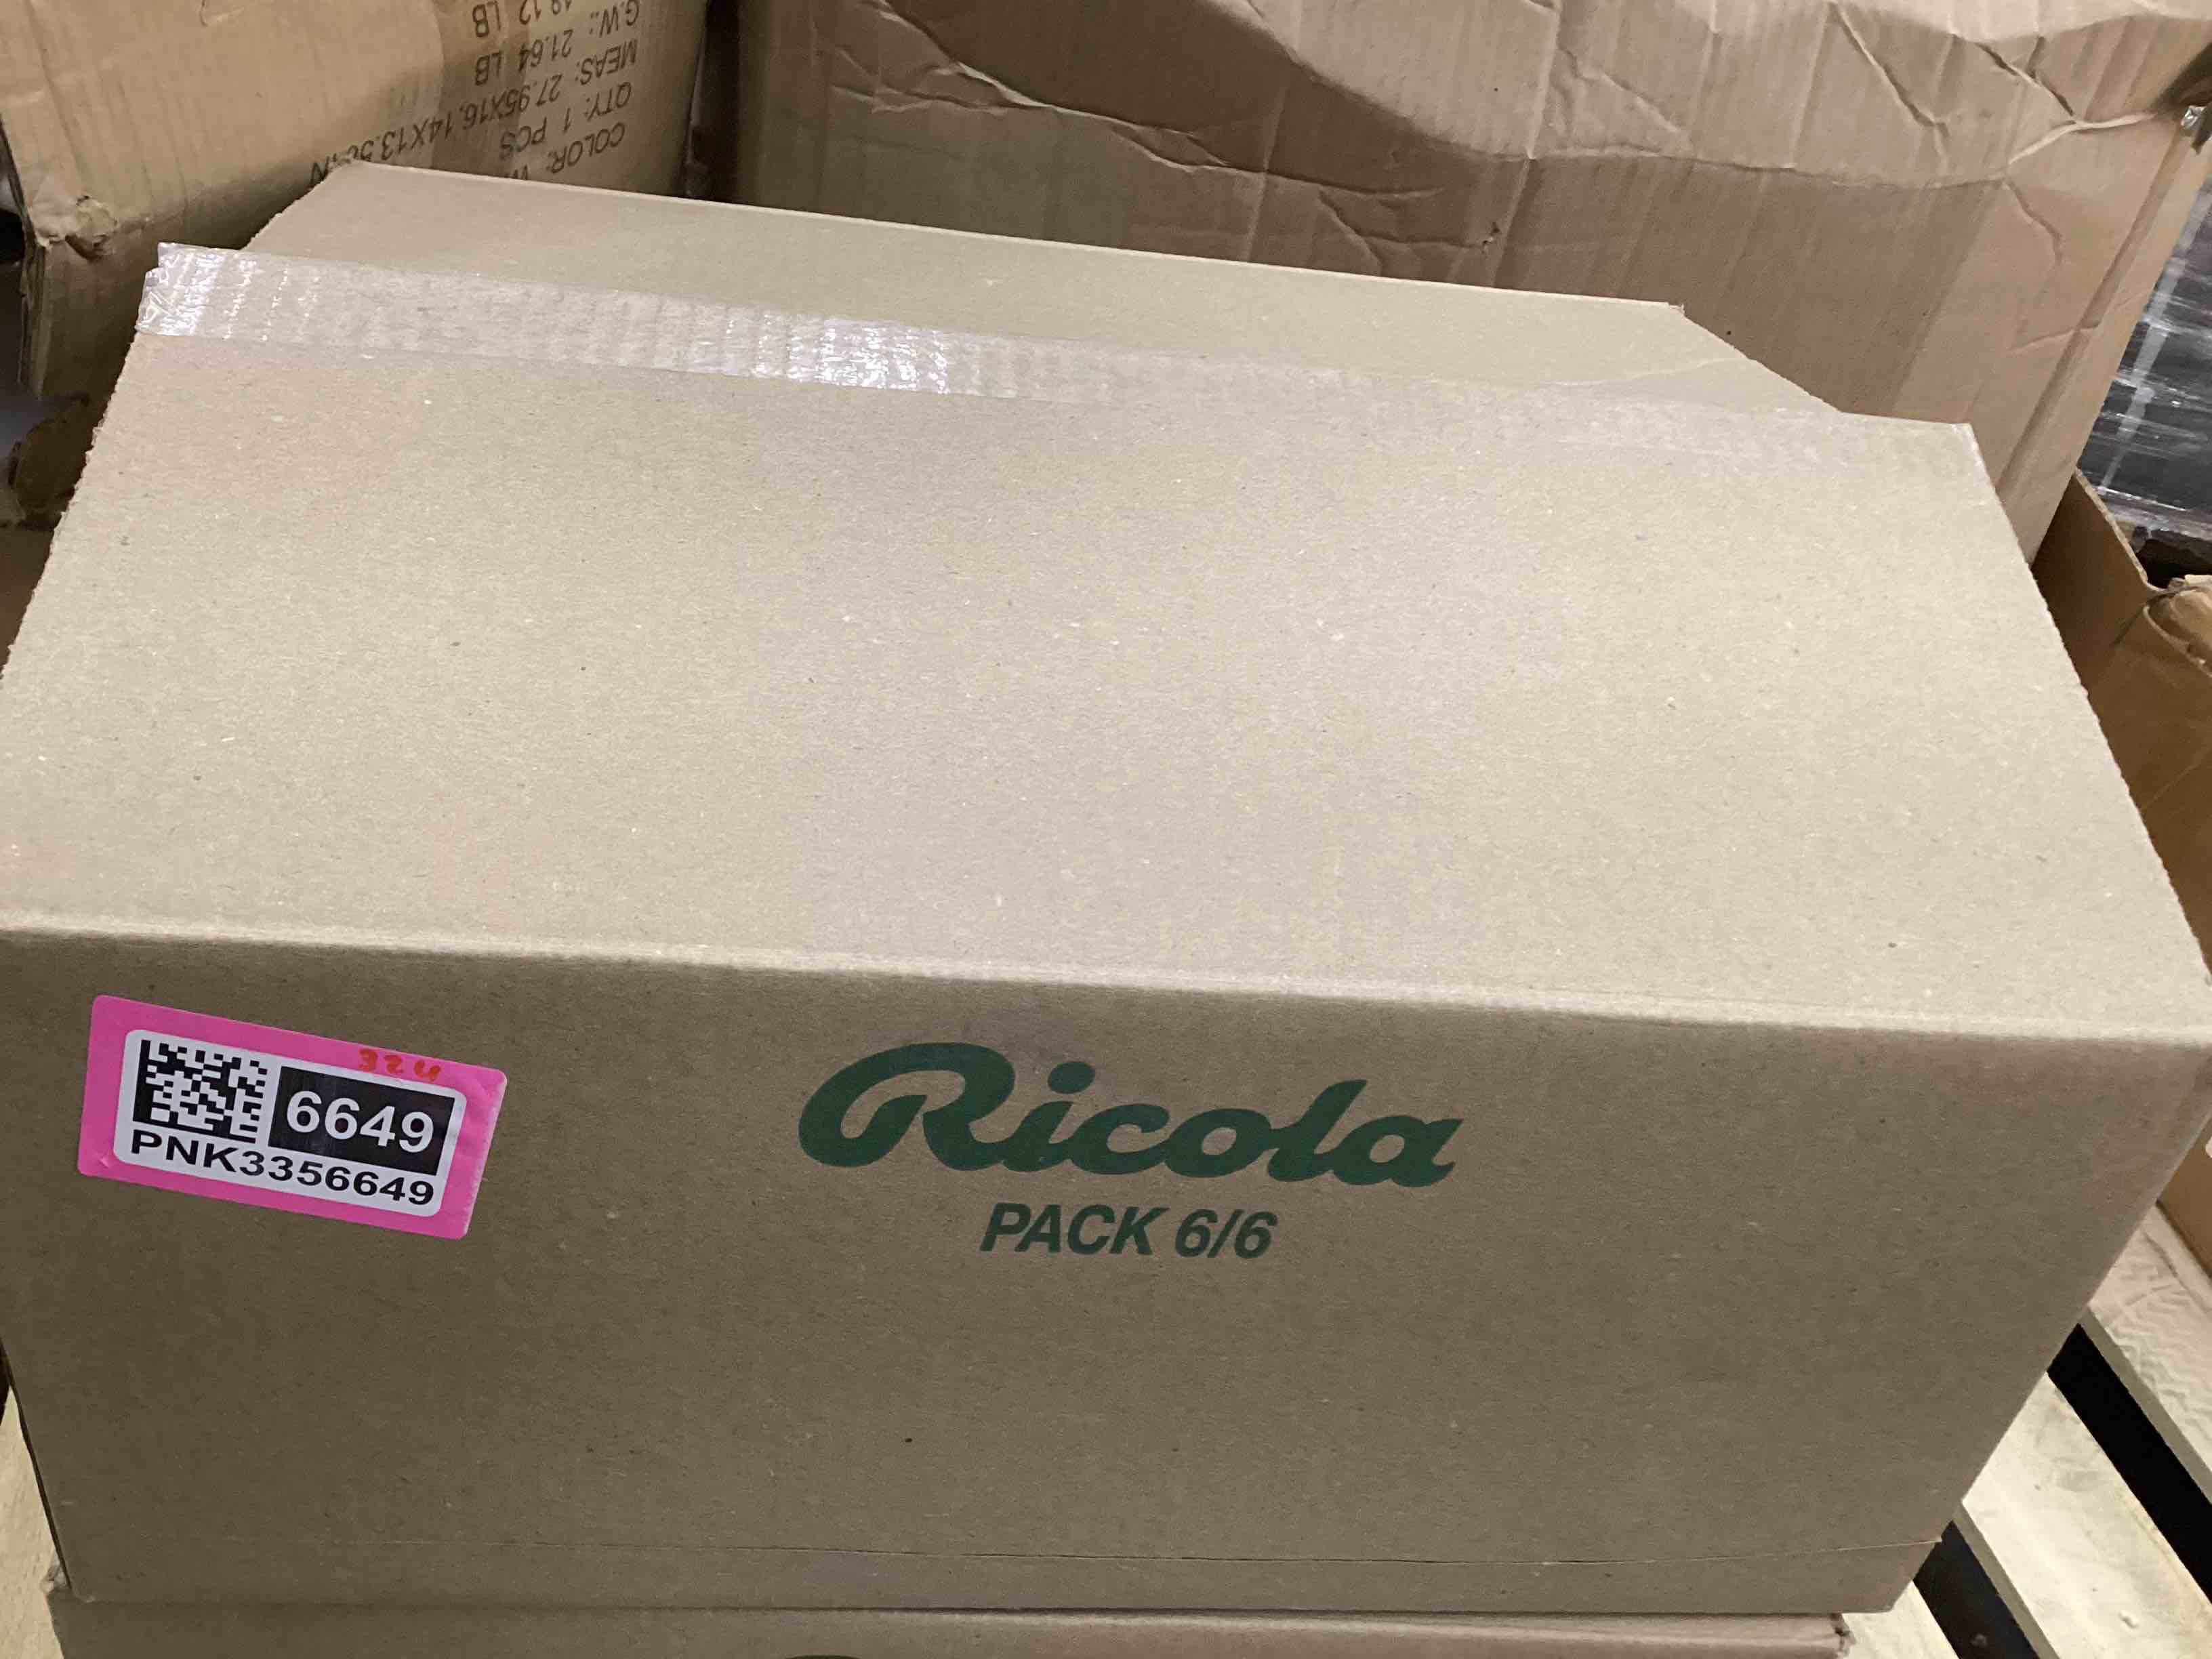 COLOR: W
QTY: 1 PCS
MEAS: 27.95X16.14X13.5
G.W.: 21.64 LB
LB
324
6649
PNK3356649
Ricola
PACK 6/6